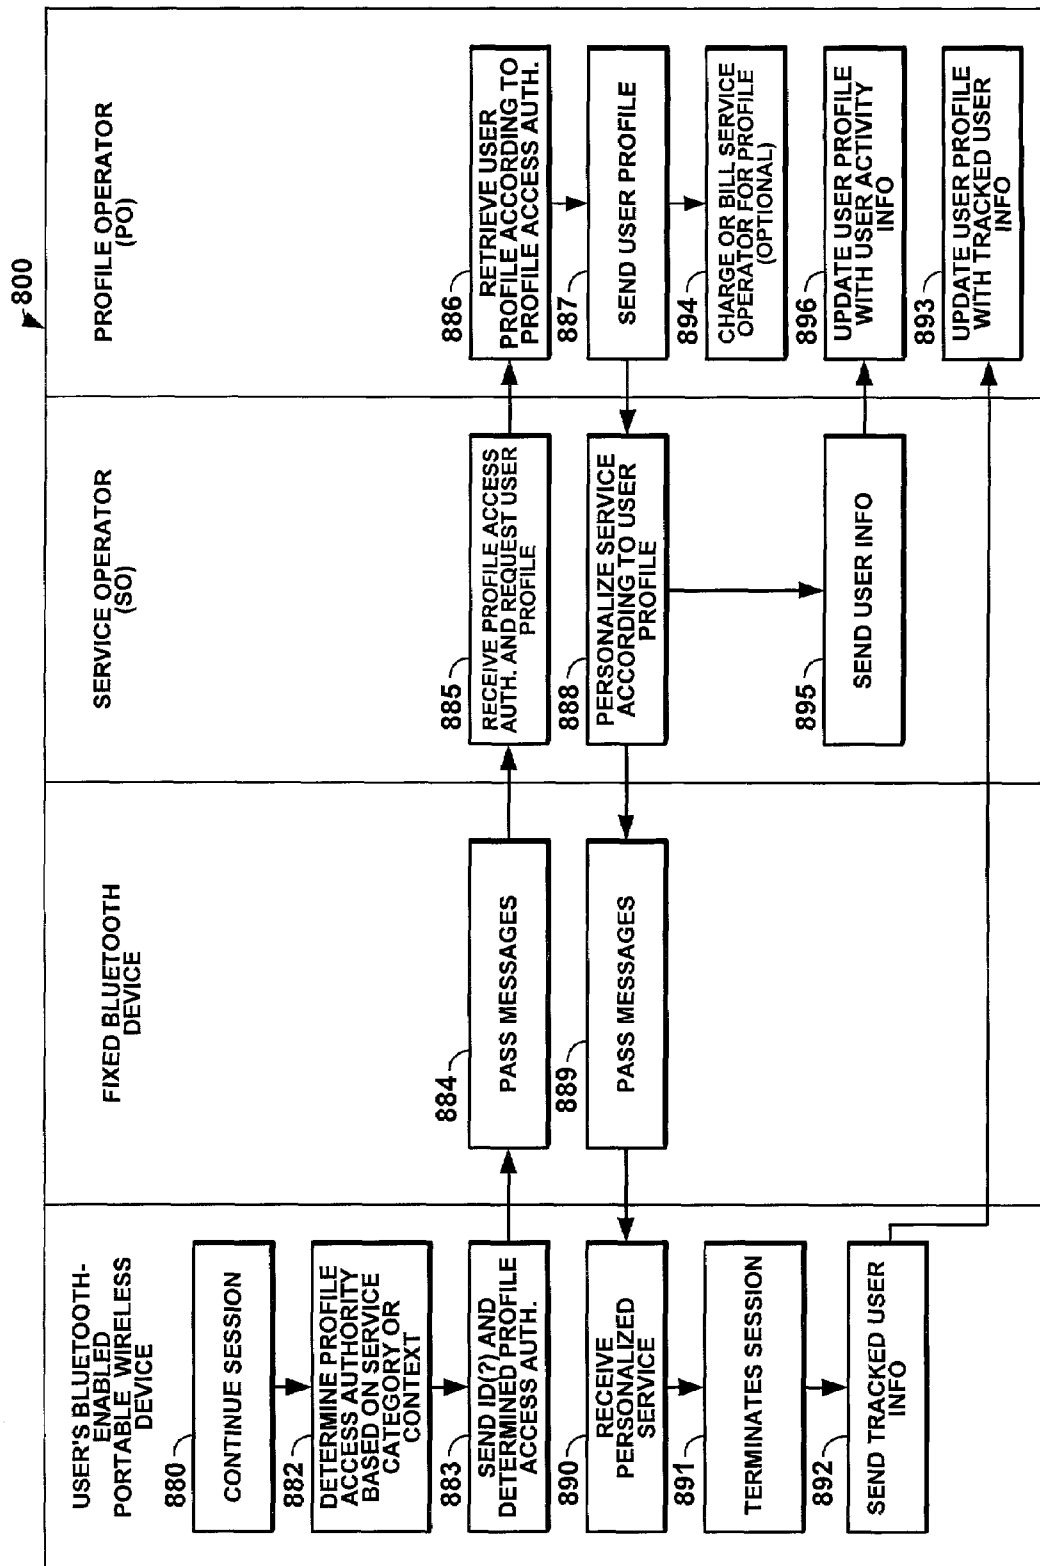 800
USER'S BLUETOOTH-
ENABLED
PORTABLE WIRELESS
DEVICE
FIXED BLUETOOTH
DEVICE
SERVICE OPERATOR
(SO)
PROFILE OPERATOR
(PO)
880
CONTINUE SESSION
882
DETERMINE PROFILE
ACCESS AUTHORITY
BASED ON SERVICE
CATEGORY OR
CONTEXT
883
SEND ID(?) AND
DETERMINED PROFILE
ACCESS AUTH.
884
PASS MESSAGES
885
RECEIVE PROFILE ACCESS
AUTH. AND REQUEST USER
PROFILE
886
RETRIEVE USER
PROFILE ACCORDING TO
PROFILE ACCESS AUTH.
890
RECEIVE
PERSONALIZED
SERVICE
889
PASS MESSAGES
888
PERSONALIZE SERVICE
ACCORDING TO USER
PROFILE
887
SEND USER PROFILE
891
TERMINATES SESSION
894
CHARGE OR BILL SERVICE
OPERATOR FOR PROFILE
(OPTIONAL)
892
SEND TRACKED USER
INFO
895
SEND USER INFO
896
UPDATE USER PROFILE
WITH USER ACTIVITY
INFO
893
UPDATE USER PROFILE
WITH TRACKED USER
INFO